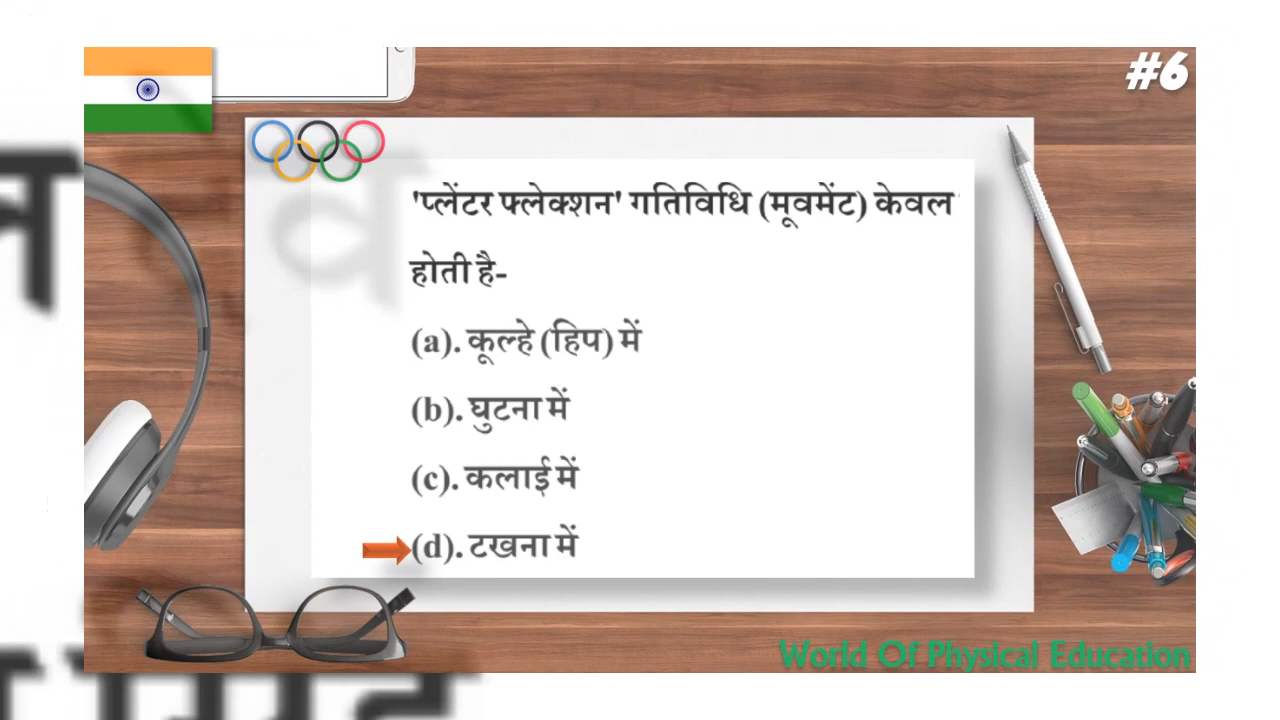 #6
'प्लेंटर फ्लेक्शन' गतिविधि (मूवमेंट) केवल
होती है-
(a). कूल्हे (हिप) में
(b). घुटना में
(c). कलाई में
(d). टखना में
World Of Physical Education